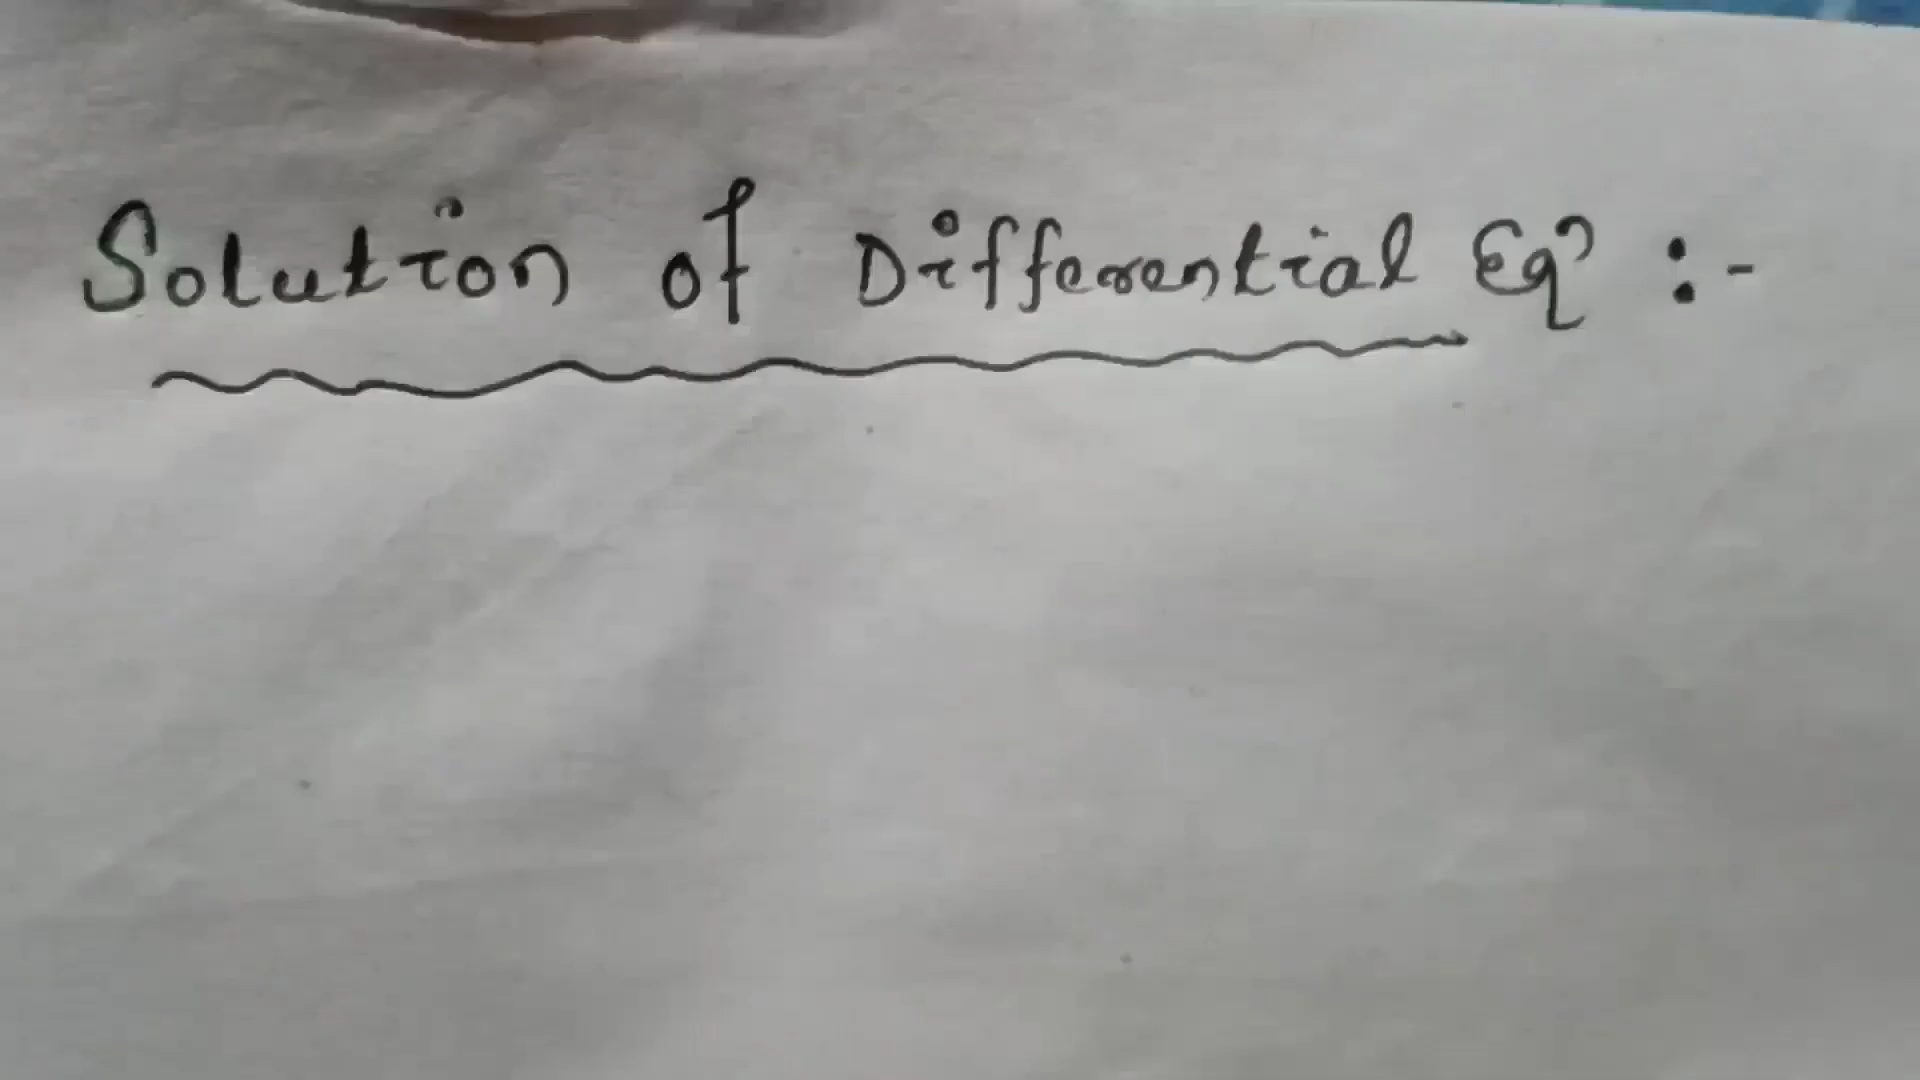 Solution of Differential Eqⁿ :-